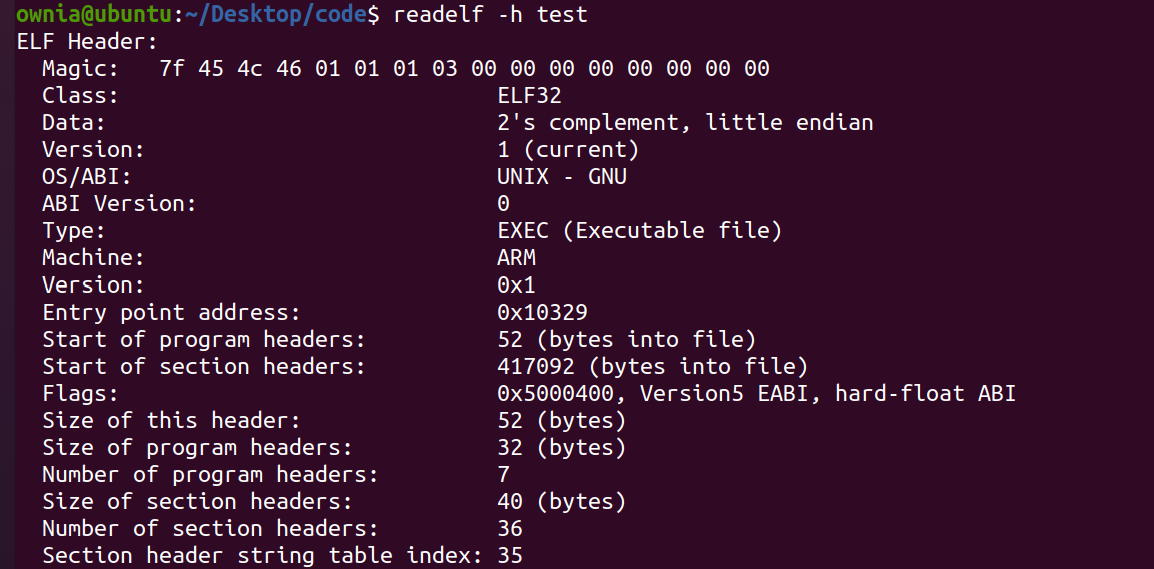 ownia@ubuntu:~/Desktop/code$ readelf -h test
ELF Header:
  Magic:   7f 45 4c 46 01 01 01 03 00 00 00 00 00 00 00 00
  Class:                             ELF32
  Data:                              2's complement, little endian
  Version:                           1 (current)
  OS/ABI:                            UNIX - GNU
  ABI Version:                       0
  Type:                              EXEC (Executable file)
  Machine:                           ARM
  Version:                           0x1
  Entry point address:               0x10329
  Start of program headers:          52 (bytes into file)
  Start of section headers:          417092 (bytes into file)
  Flags:                             0x5000400, Version5 EABI, hard-float ABI
  Size of this header:               52 (bytes)
  Size of program headers:           32 (bytes)
  Number of program headers:         7
  Size of section headers:           40 (bytes)
  Number of section headers:         36
  Section header string table index: 35